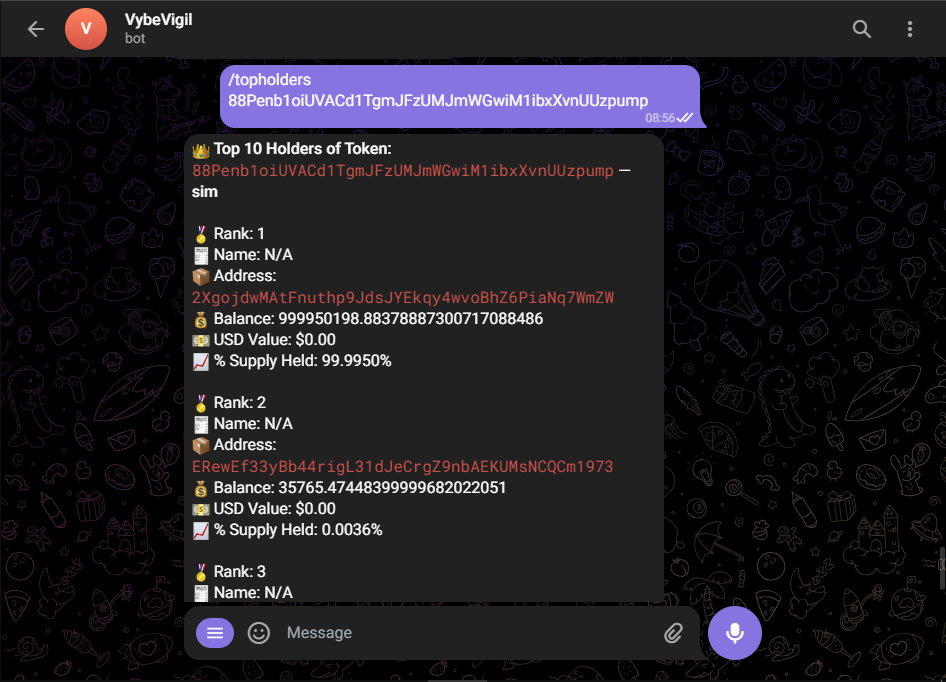 V
VybeVigil
bot
/topholders
88Penb1oiUVACd1TgmJFzUMJmWGwiM1ibxXvnUUzpump
08:56
Top 10 Holders of Token:
88Penb1oiUVACd1TgmJFzUMJmWGwiM1ibxXvnUUzpump —
sim
Rank: 1
Name: N/A
Address:
2XgojdwMAtFnuthp9JdsJYEkqy4wvoBhZ6PiaNq7WmZW
Balance: 999950198.88378887300717088486
USD Value: $0.00
% Supply Held: 99.9950%
Rank: 2
Name: N/A
Address:
ERewEf33yBb44rigL31dJeCrgZ9nbAEKUMsNCQCm1973
Balance: 35765.47448399999682022051
USD Value: $0.00
% Supply Held: 0.0036%
Rank: 3
Name: N/A
Message